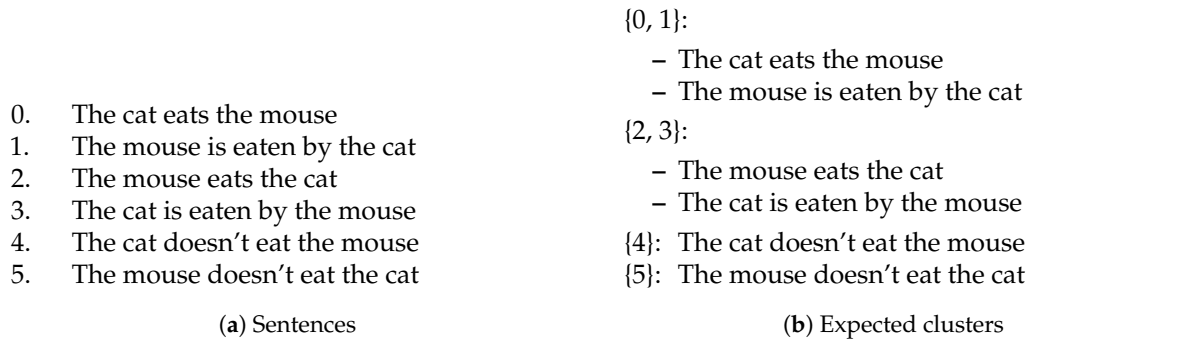 0. The cat eats the mouse
1. The mouse is eaten by the cat
2. The mouse eats the cat
3. The cat is eaten by the mouse
4. The cat doesn't eat the mouse
5. The mouse doesn't eat the cat
(a) Sentences
{0, 1}:
– The cat eats the mouse
– The mouse is eaten by the cat
{2, 3}:
– The mouse eats the cat
– The cat is eaten by the mouse
{4}: The cat doesn't eat the mouse
{5}: The mouse doesn't eat the cat
(b) Expected clusters